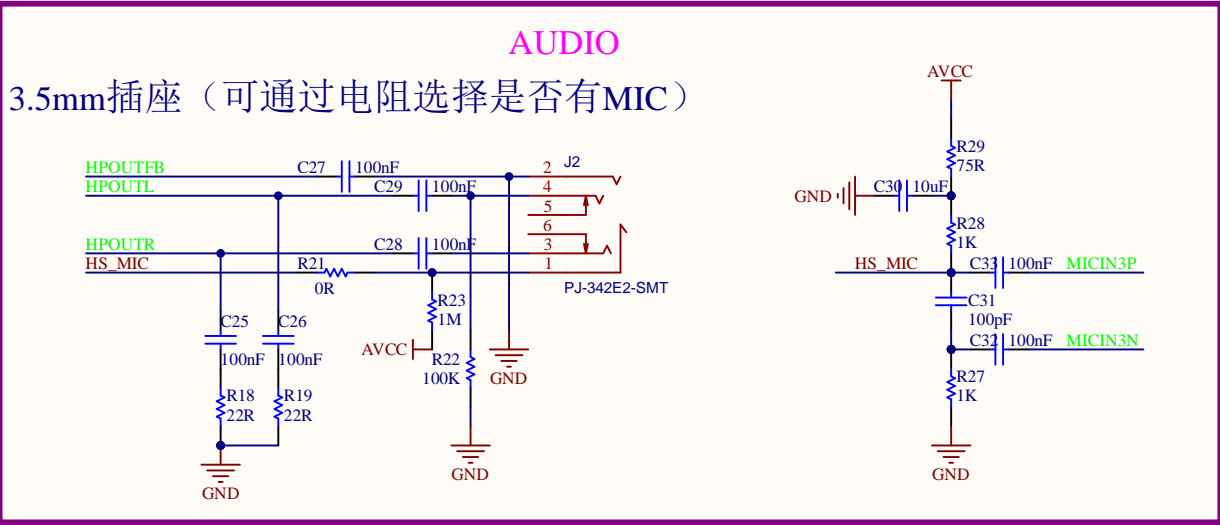 AUDIO
3.5mm插座（可通过电阻选择是否有MIC）
HPOUTFB
C27
100nF
2
J2
HPOUTL
C29
100nF
4
5
6
HPOUTR
C28
100nF
3
HS_MIC
R21
0R
1
PJ-342E2-SMT
R23
1M
AVCC
R22
100K
GND
GND
C25
100nF
C26
100nF
R18
22R
R19
22R
GND
AVCC
R29
75R
GND
C30
10uF
R28
1K
HS_MIC
C33
100nF
MICIN3P
C31
100pF
C32
100nF
MICIN3N
R27
1K
GND